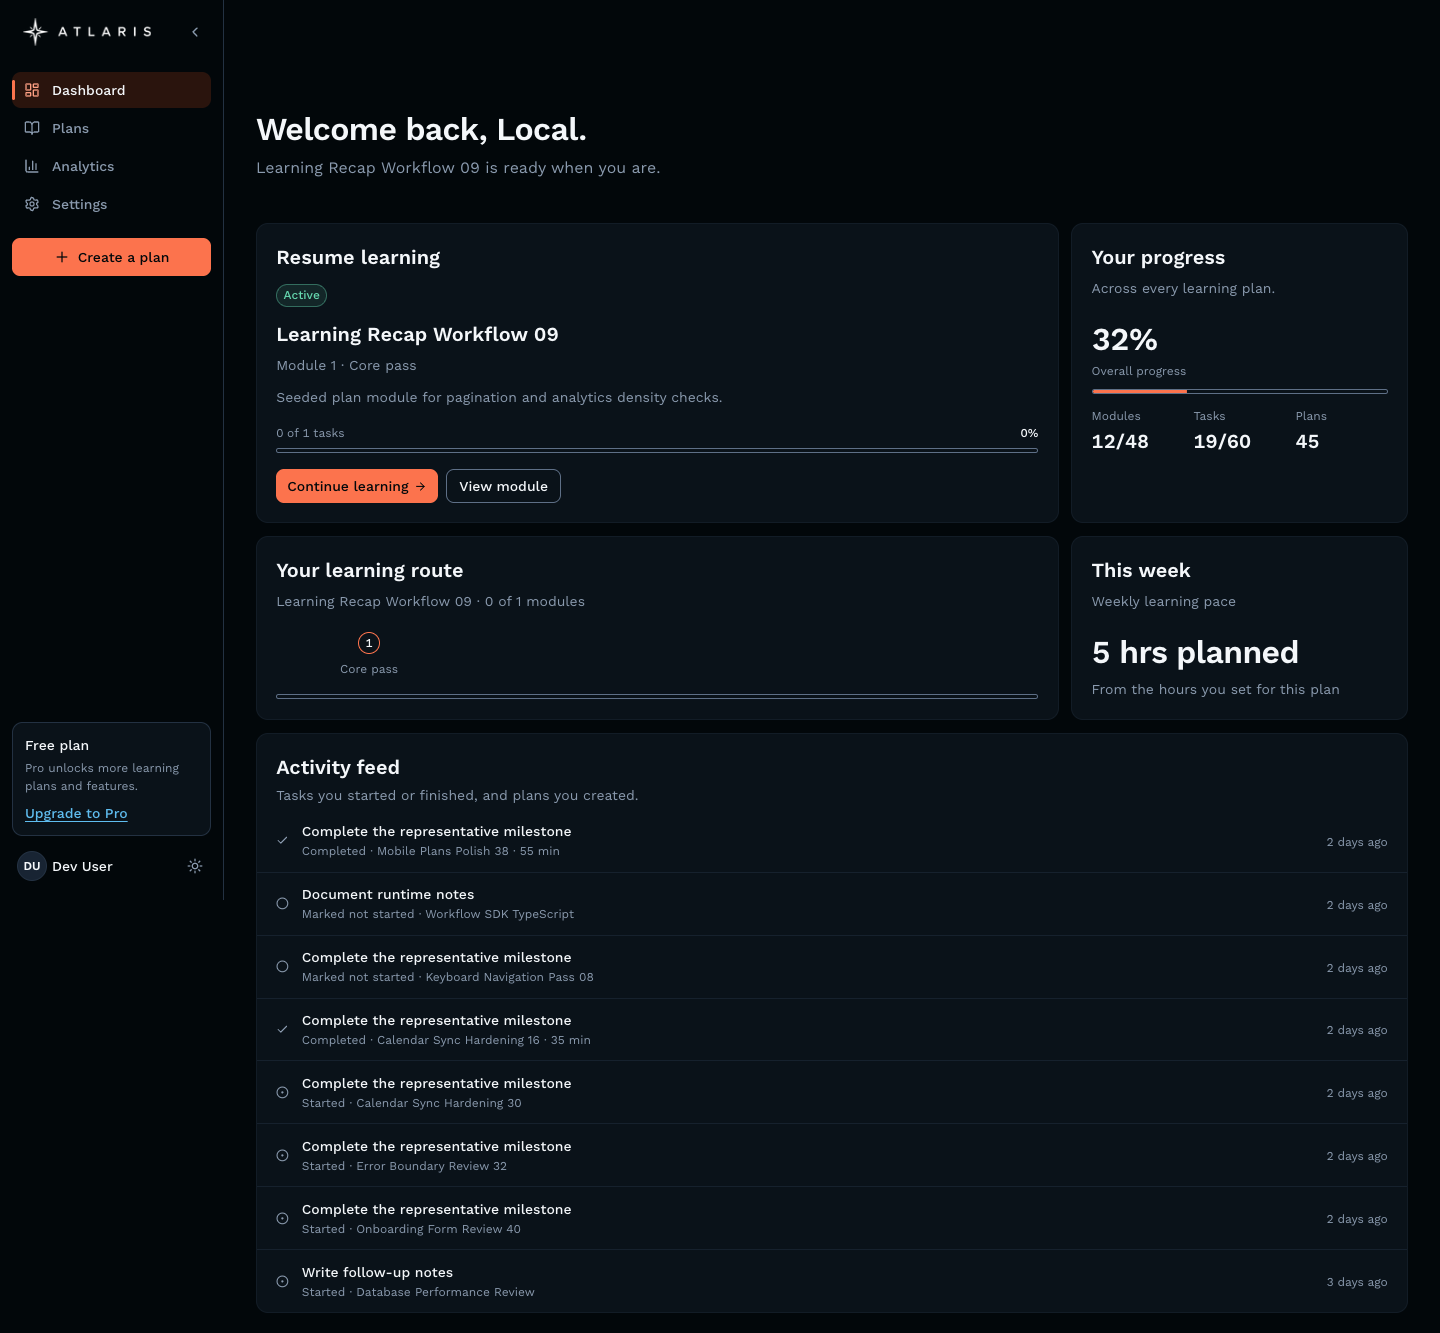 ATLARIS
Dashboard
Plans
Analytics
Settings
Create a plan
Free plan
Pro unlocks more learning
plans and features.
Upgrade to Pro
DU Dev User
Welcome back, Local.
Learning Recap Workflow 09 is ready when you are.
Resume learning
Active
Learning Recap Workflow 09
Module 1 · Core pass
Seeded plan module for pagination and analytics density checks.
0 of 1 tasks 0%
Continue learning → View module
Your progress
Across every learning plan.
32%
Overall progress
Modules Tasks Plans
12/48 19/60 45
Your learning route
Learning Recap Workflow 09 · 0 of 1 modules
1
Core pass
This week
Weekly learning pace
5 hrs planned
From the hours you set for this plan
Activity feed
Tasks you started or finished, and plans you created.
Complete the representative milestone
Completed · Mobile Plans Polish 38 · 55 min
2 days ago
Document runtime notes
Marked not started · Workflow SDK TypeScript
2 days ago
Complete the representative milestone
Marked not started · Keyboard Navigation Pass 08
2 days ago
Complete the representative milestone
Completed · Calendar Sync Hardening 16 · 35 min
2 days ago
Complete the representative milestone
Started · Calendar Sync Hardening 30
2 days ago
Complete the representative milestone
Started · Error Boundary Review 32
2 days ago
Complete the representative milestone
Started · Onboarding Form Review 40
2 days ago
Write follow-up notes
Started · Database Performance Review
3 days ago